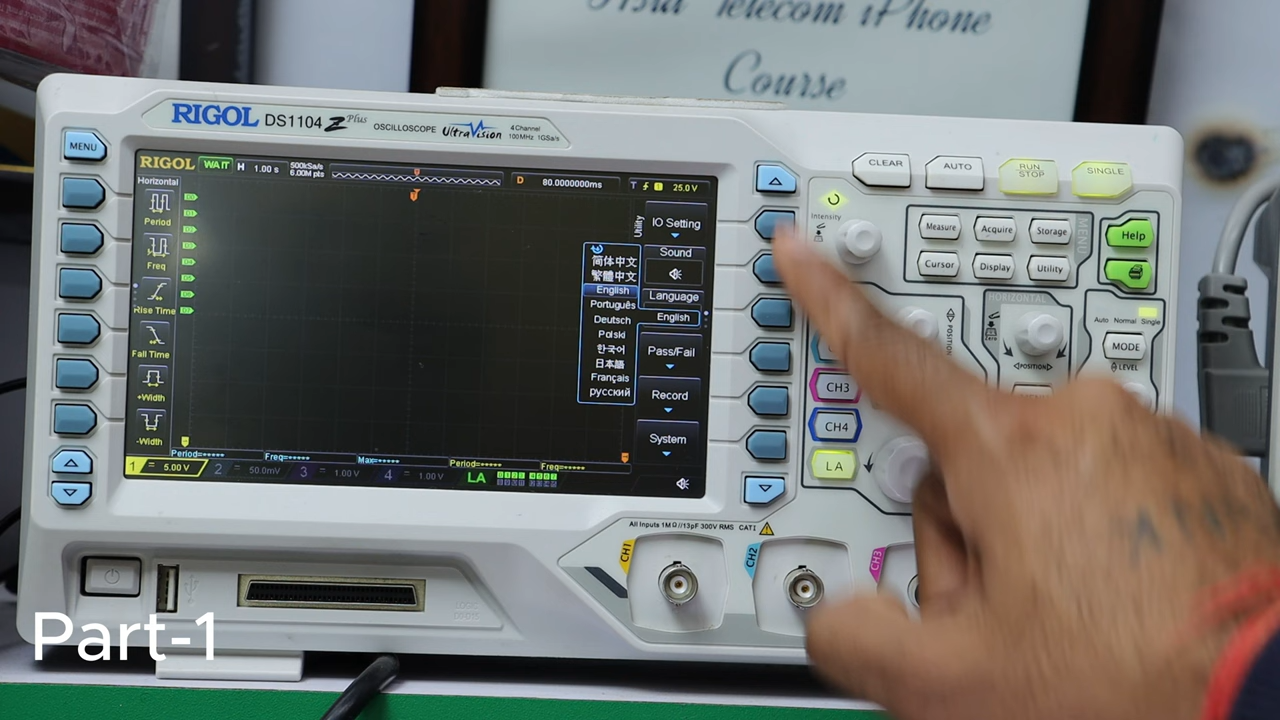 Asia Telecom iPhone
Course
RIGOL DS1104 Z Plus OSCILLOSCOPE UltraVision 4 Channel
100MHz 1GSa/s
MENU
RIGOL WAIT H 1.00 s 500kSa/s
6.00M pts
D 80.0000000ms T 1 25.0 V
Horizontal
Period
Freq
Rise Time
Fall Time
+Width
-Width
Utility
IO Setting
Sound
Language
English
Pass/Fail
Record
System
简体中文
繁體中文
English
Português
Deutsch
Polski
한국어
日本語
Français
русский
Period=***** Freq=***** Max=***** Period=***** Freq=*****
1 = 5.00 V 2 = 50.0mV 3 = 1.00 V 4 = 1.00 V LA
CLEAR AUTO RUN
STOP SINGLE
Intensity
Measure Acquire Storage
Cursor Display Utility
MENU
Help
HORIZONTAL
POSITION
POSITION
Auto Normal Single
MODE
LEVEL
CH3
CH4
LA
All Inputs 1MΩ//13pF 300V RMS CAT I
CH1
CH2
CH3
Part-1